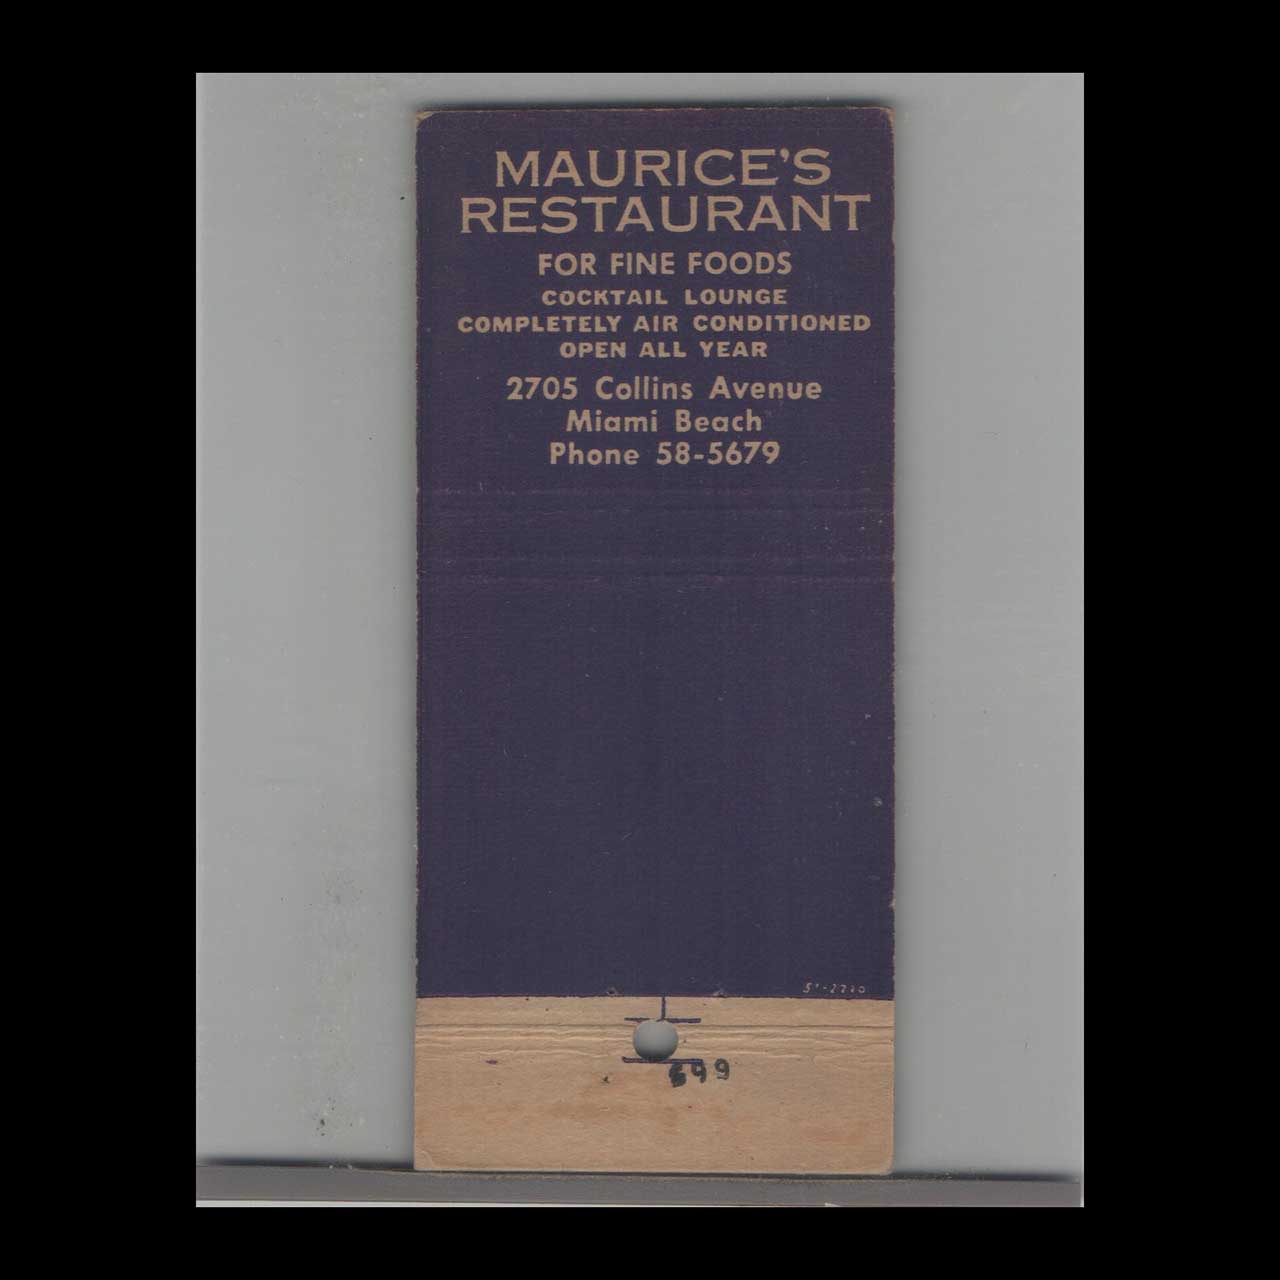 MAURICE'S
RESTAURANT
FOR FINE FOODS
COCKTAIL LOUNGE
COMPLETELY AIR CONDITIONED
OPEN ALL YEAR
2705 Collins Avenue
Miami Beach
Phone 58-5679